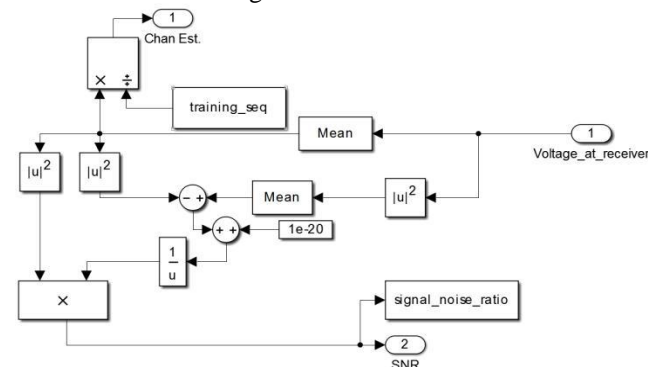 1
Chan Est.
× ÷
training_seq
Mean
1
Voltage_at_receiver
|u|²
|u|²
- +
Mean
|u|²
+ +
1e-20
1
u
×
signal_noise_ratio
2
SNR